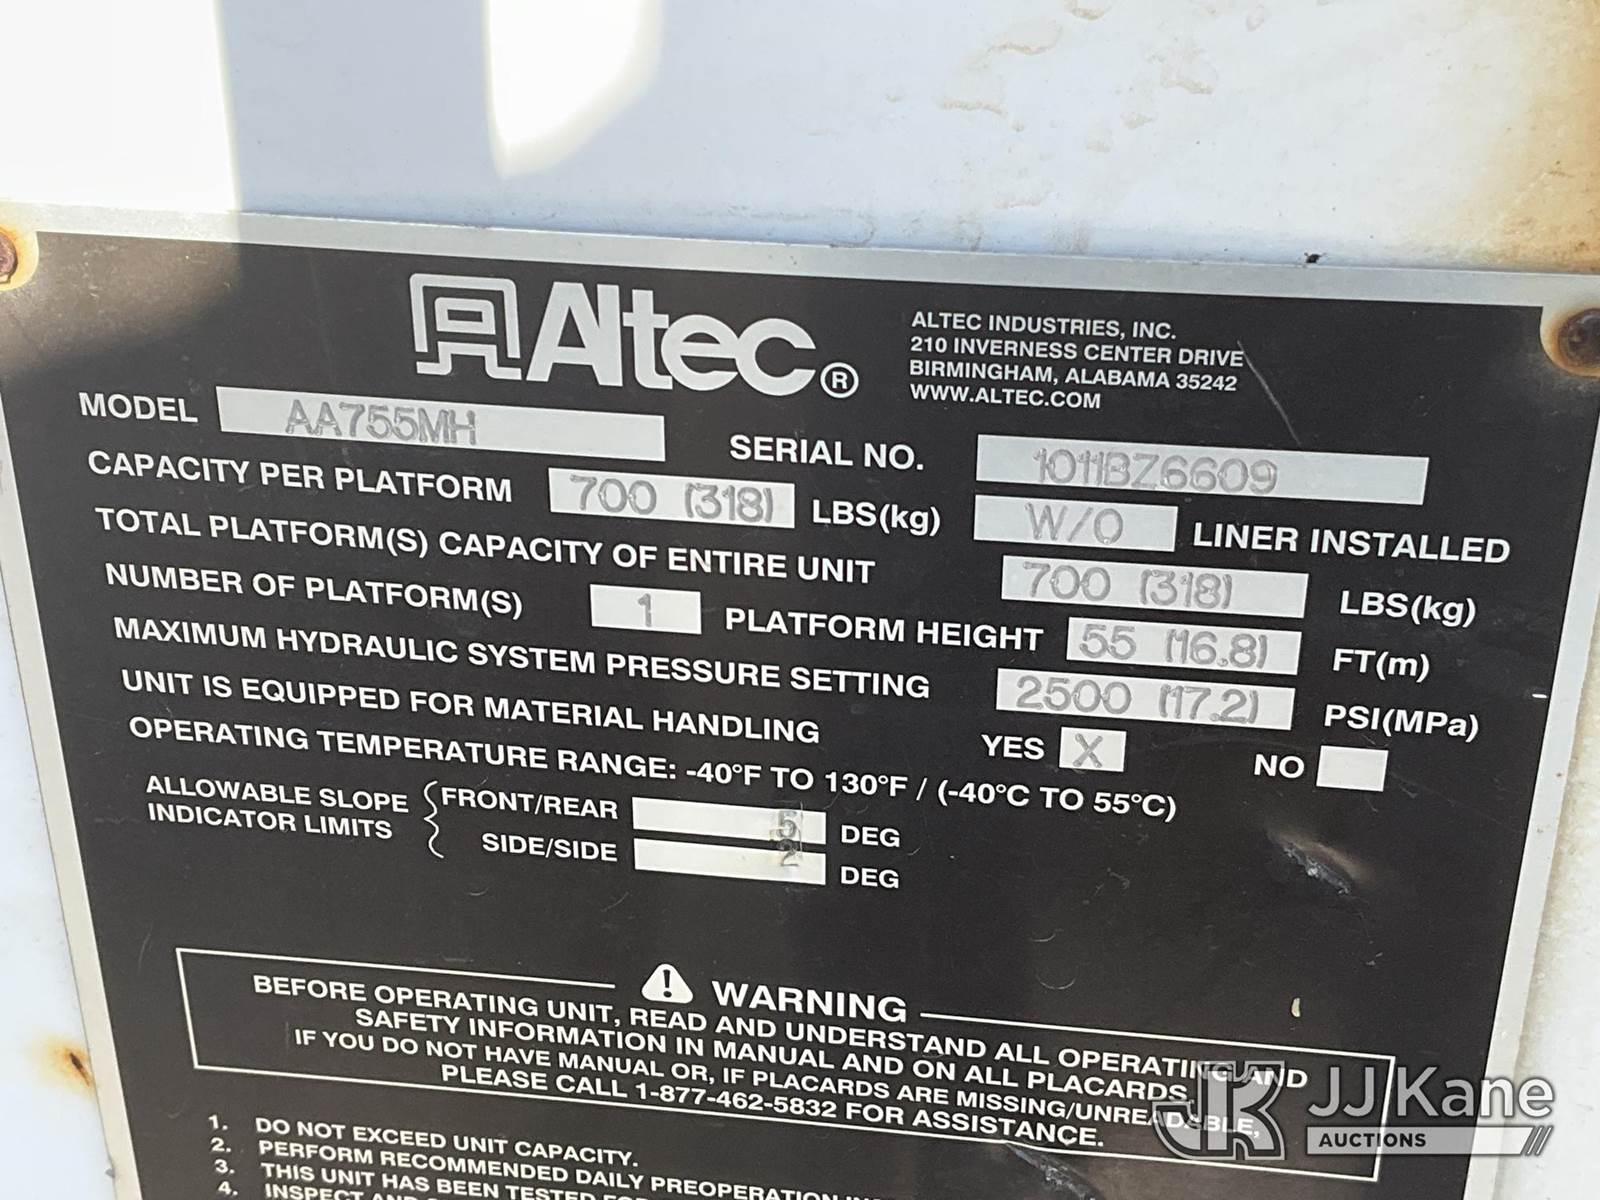 Altec®
ALTEC INDUSTRIES, INC.
210 INVERNESS CENTER DRIVE
BIRMINGHAM, ALABAMA 35242
WWW.ALTEC.COM
MODEL AA755MH
SERIAL NO. 1011BZ6609
CAPACITY PER PLATFORM 700 (318) LBS(kg) W/O LINER INSTALLED
TOTAL PLATFORM(S) CAPACITY OF ENTIRE UNIT 700 (318) LBS(kg)
NUMBER OF PLATFORM(S) 1 PLATFORM HEIGHT 55 (16.8) FT(m)
MAXIMUM HYDRAULIC SYSTEM PRESSURE SETTING 2500 (17.2) PSI(MPa)
UNIT IS EQUIPPED FOR MATERIAL HANDLING YES X NO
OPERATING TEMPERATURE RANGE: -40°F TO 130°F / (-40°C TO 55°C)
ALLOWABLE SLOPE
INDICATOR LIMITS
FRONT/REAR 5 DEG
SIDE/SIDE 2 DEG
WARNING
BEFORE OPERATING UNIT, READ AND UNDERSTAND ALL OPERATING AND
SAFETY INFORMATION IN MANUAL AND ON ALL PLACARDS.
IF YOU DO NOT HAVE MANUAL OR, IF PLACARDS ARE MISSING/UNREADABLE,
PLEASE CALL 1-877-462-5832 FOR ASSISTANCE.
1. DO NOT EXCEED UNIT CAPACITY.
2. PERFORM RECOMMENDED DAILY PREOPERATION
3. THIS UNIT HAS BEEN TESTED
4. INSPECT AND
JK JJ Kane
AUCTIONS